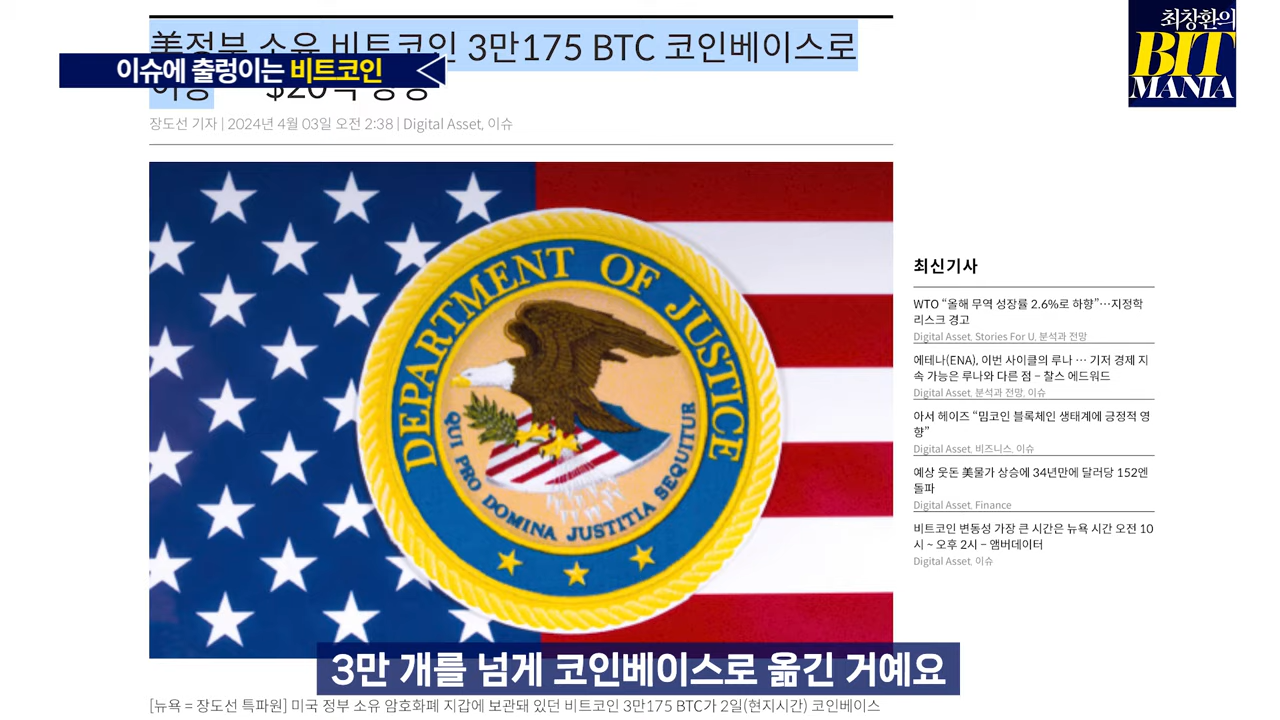 美정부 소유 비트코인 3만175 BTC 코인베이스로
이슈에 출렁이는 비트코인
장도선 기자 | 2024년 4월 03일 오전 2:38 | Digital Asset, 이슈
최창환의
BIT
MANIA
DEPARTMENT OF JUSTICE
QUI PRO DOMINA JUSTITIA SEQUITUR
최신기사
WTO “올해 무역 성장률 2.6%로 하향”…지정학
리스크 경고
Digital Asset, Stories For U, 분석과 전망
에테나(ENA), 이번 사이클의 루나 … 기저 경제 지
속 가능은 루나와 다른 점 – 찰스 에드워드
Digital Asset, 분석과 전망, 이슈
아서 헤이즈 “밈코인 블록체인 생태계에 긍정적 영
향”
Digital Asset, 비즈니스, 이슈
예상 웃돈 美물가 상승에 34년만에 달러당 152엔
돌파
Digital Asset, Finance
비트코인 변동성 가장 큰 시간은 뉴욕 시간 오전 10
시 ~ 오후 2시 – 앰버데이터
Digital Asset, 이슈
3만 개를 넘게 코인베이스로 옮긴 거예요
[뉴욕 = 장도선 특파원] 미국 정부 소유 암호화폐 지갑에 보관돼 있던 비트코인 3만175 BTC가 2일(현지시간) 코인베이스